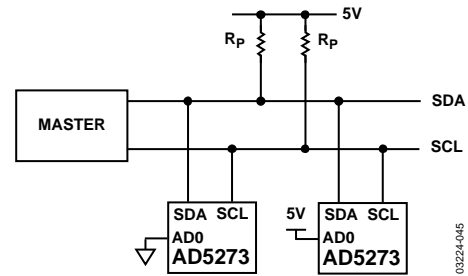 5V
RP RP
SDA
MASTER
SCL
SDA SCL
AD0
AD5273
5V
SDA SCL
AD0
AD5273
03224-045